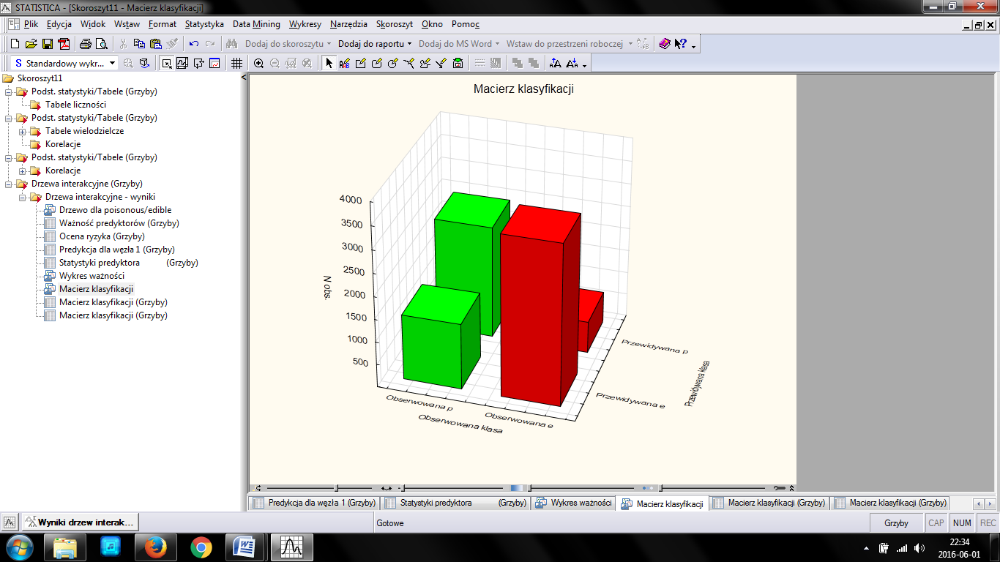 STATISTICA - [Skoroszyt11 - Macierz klasyfikacji]
Plik Edycja Widok Wstaw Format Statystyka Data Mining Wykresy Narzędzia Skoroszyt Okno Pomoc
Dodaj do skoroszytu Dodaj do raportu Dodaj do MS Word Wstaw do przestrzeni roboczej
S Standardowy wykr...
Skoroszyt11
Podst. statystyki/Tabele (Grzyby)
Tabele liczności
Podst. statystyki/Tabele (Grzyby)
Tabele wielodzielcze
Korelacje
Podst. statystyki/Tabele (Grzyby)
Korelacje
Drzewa interakcyjne (Grzyby)
Drzewa interakcyjne - wyniki
Drzewo dla poisonous/edible
Ważność predyktorów (Grzyby)
Ocena ryzyka (Grzyby)
Predykcja dla węzła 1 (Grzyby)
Statystyki predyktora (Grzyby)
Wykres ważności
Macierz klasyfikacji
Macierz klasyfikacji (Grzyby)
Macierz klasyfikacji (Grzyby)
Macierz klasyfikacji
4000
3500
3000
2500
2000
1500
1000
500
N obs.
Obserwowana p
Obserwowana e
Obserwowana klasa
Przewidywana p
Przewidywana e
Przewidywana klasa
Predykcja dla węzła 1 (Grzyby) Statystyki predyktora (Grzyby) Wykres ważności Macierz klasyfikacji Macierz klasyfikacji (Grzyby) Macierz klasyfikacji (Grzyby)
Wyniki drzew interak... Gotowe Grzyby CAP NUM REC
22:34
2016-06-01